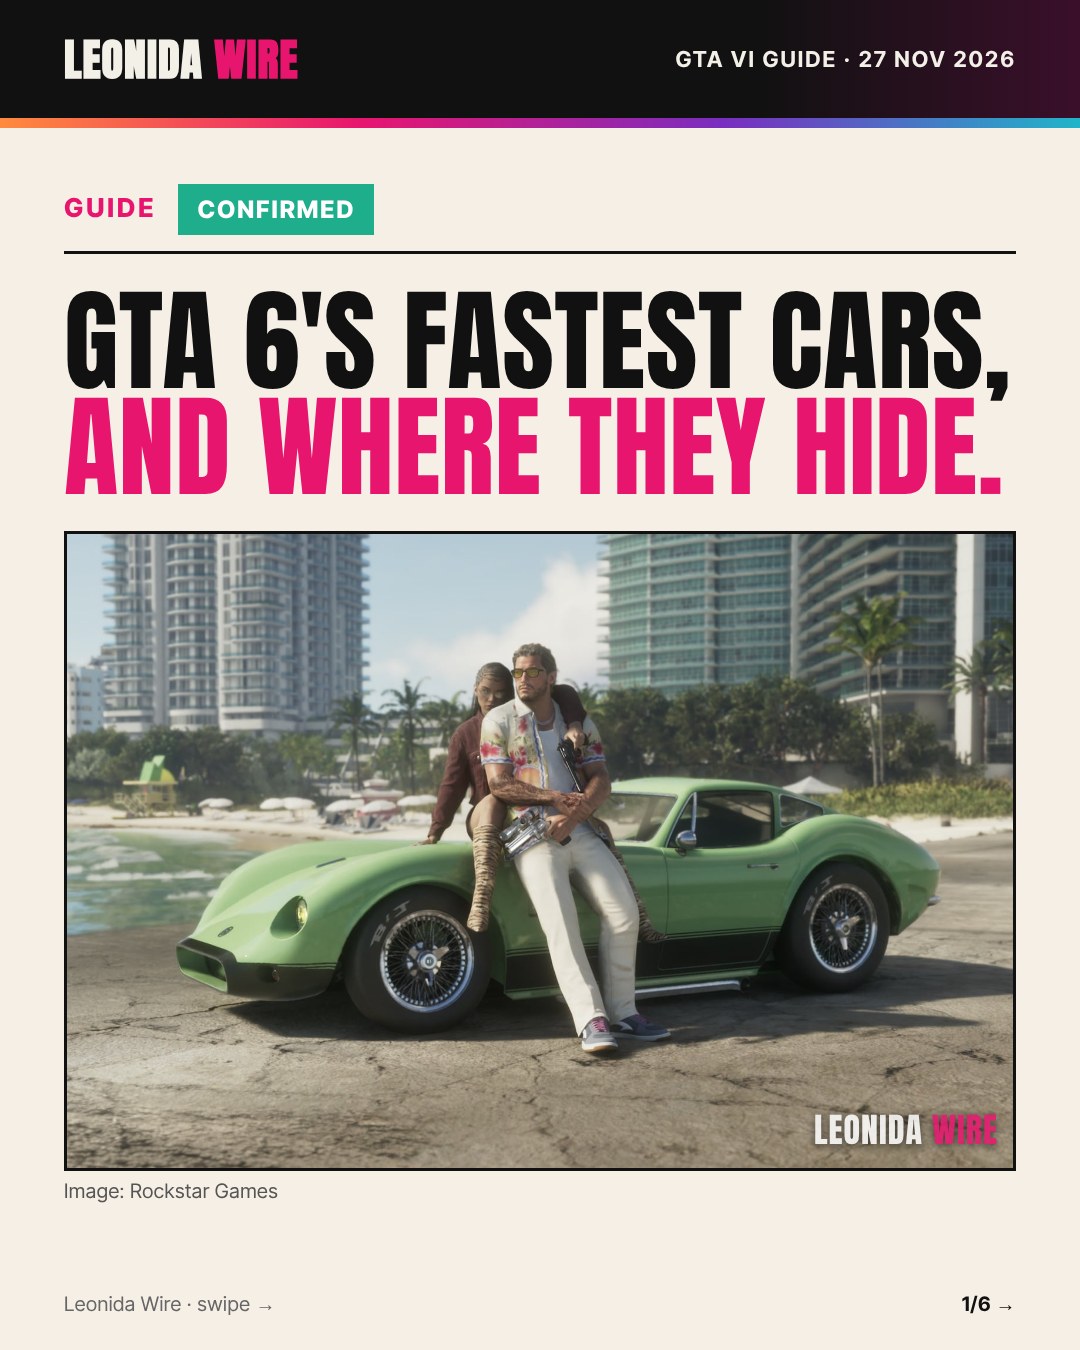 LEONIDA WIRE
GTA VI GUIDE · 27 NOV 2026
GUIDE
CONFIRMED
GTA 6'S FASTEST CARS,
AND WHERE THEY HIDE.
LEONIDA WIRE
Image: Rockstar Games
Leonida Wire · swipe →
1/6 →